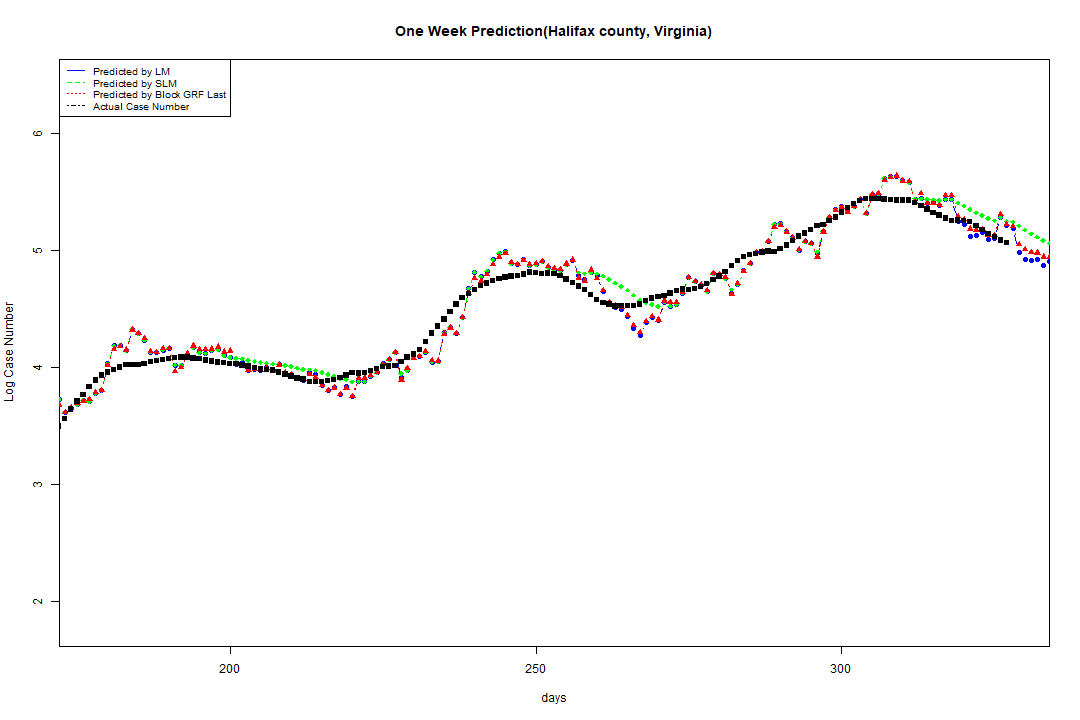 One Week Prediction(Halifax county, Virginia)
Predicted by LM
Predicted by SLM
Predicted by Block GRF Last
Actual Case Number
6
5
4
3
2
Log Case Number
200 250 300
days